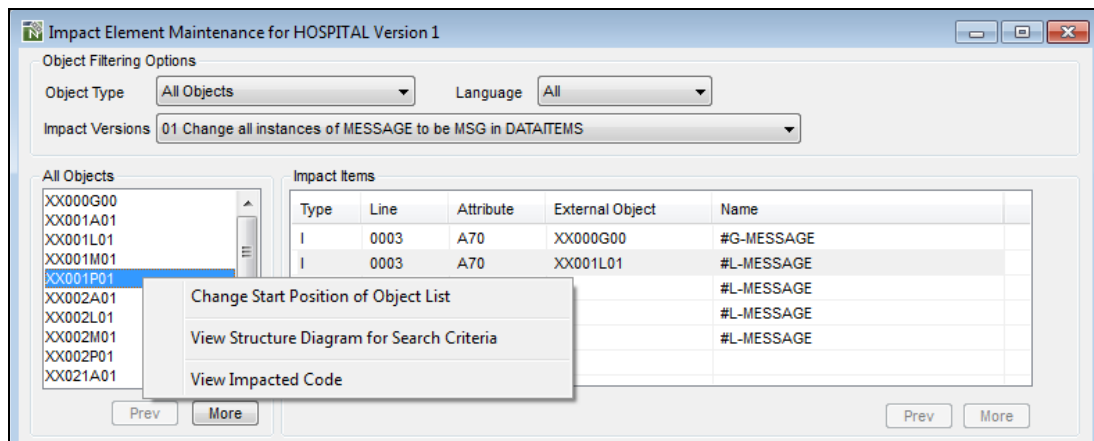 Impact Element Maintenance for HOSPITAL Version 1
Object Filtering Options
Object Type All Objects Language All
Impact Versions 01 Change all instances of MESSAGE to be MSG in DATAITEMS
All Objects
XX000G00
XX001A01
XX001L01
XX001M01
XX001P01
XX002A01
XX002L01
XX002M01
XX002P01
XX021A01
Prev More
Impact Items
Type Line Attribute External Object Name
I 0003 A70 XX000G00 #G-MESSAGE
I 0003 A70 XX001L01 #L-MESSAGE
#L-MESSAGE
#L-MESSAGE
#L-MESSAGE
Change Start Position of Object List
View Structure Diagram for Search Criteria
View Impacted Code
Prev More